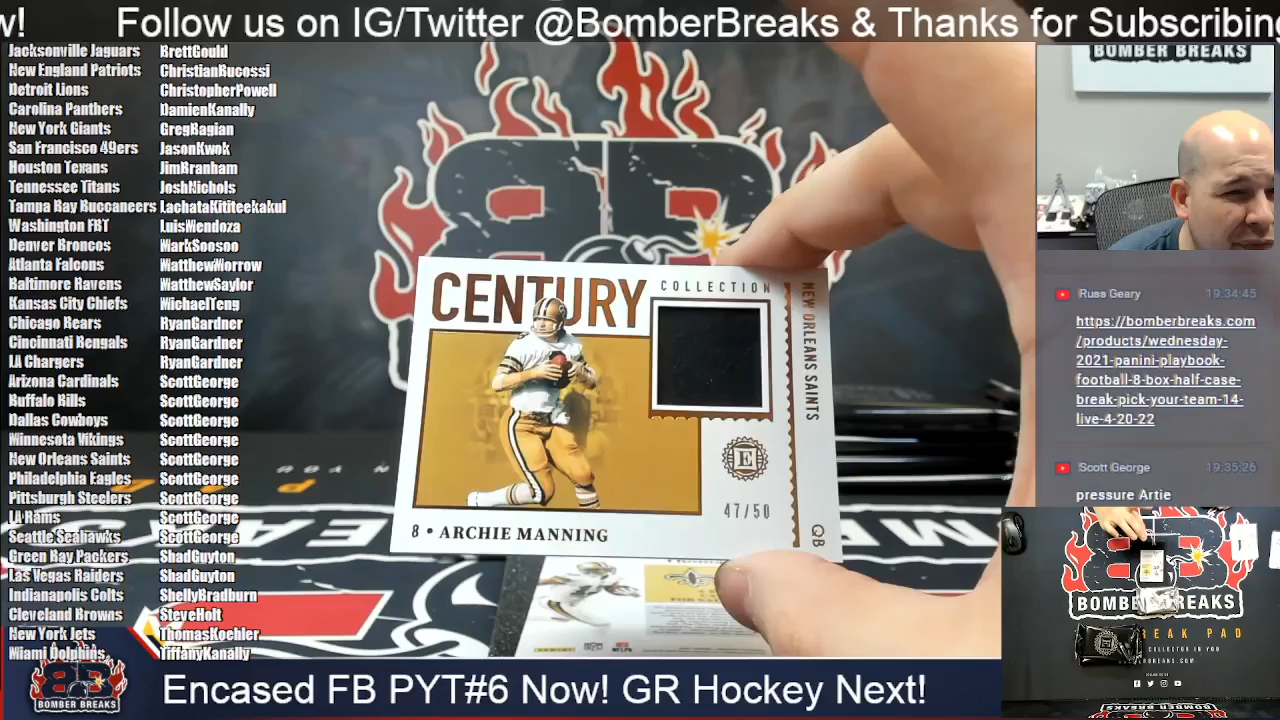 w! Follow us on IG/Twitter @BomberBreaks & Thanks for Subscribing
Jacksonville Jaguars BrettGould
New England Patriots ChristianBucossi
Detroit Lions ChristopherPowell
Carolina Panthers DamienKanally
New York Giants GregBagian
San Francisco 49ers JasonKwok
Houston Texans JimBranham
Tennessee Titans JoshNichols
Tampa Bay Buccaneers LachataKititeekakul
Washington FBT LuisMendoza
Denver Broncos MarkSoosoo
Atlanta Falcons MatthewMorrow
Baltimore Ravens MatthewSaylor
Kansas City Chiefs MichaelTeng
Chicago Bears RyanGardner
Cincinnati Bengals RyanGardner
LA Chargers RyanGardner
Arizona Cardinals ScottGeorge
Buffalo Bills ScottGeorge
Dallas Cowboys ScottGeorge
Minnesota Vikings ScottGeorge
New Orleans Saints ScottGeorge
Philadelphia Eagles ScottGeorge
Pittsburgh Steelers ScottGeorge
LA Rams ScottGeorge
Seattle Seahawks ScottGeorge
Green Bay Packers ShadGuyton
Las Vegas Raiders ShadGuyton
Indianapolis Colts ShellyBradburn
Cleveland Browns SteveHolt
New York Jets ThomasKoehler
Miami Dolphins TiffanyKanally
CENTURY COLLECTION
NEW ORLEANS SAINTS
QB
E
47/50
8 • ARCHIE MANNING
BOMBER BREAKS
Russ Geary 19:34:45
https://bomberbreaks.com
/products/wednesday-
2021-panini-playbook-
football-8-box-half-case-
break-pick-your-team-14-
live-4-20-22
Scott George 19:35:26
pressure Artie
BOMBER BREAKS
BREAK PAD
BOMBER BREAKS
Encased FB PYT#6 Now! GR Hockey Next!